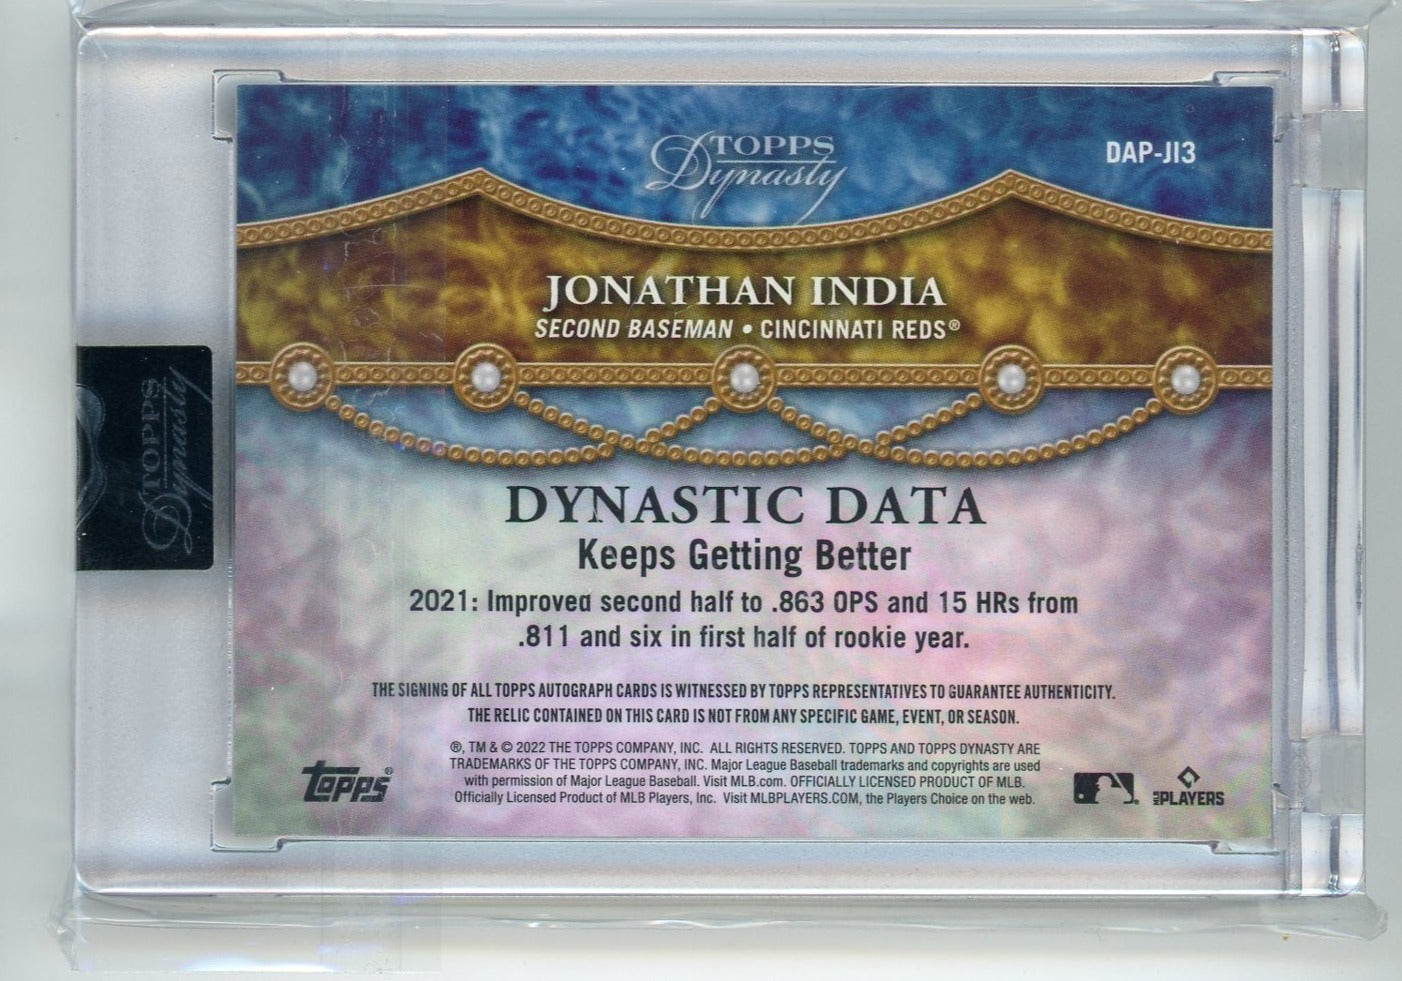 TOPPS
Dynasty
DAP-JI3
JONATHAN INDIA
SECOND BASEMAN • CINCINNATI REDS®
TOPPS
Dynasty
DYNASTIC DATA
Keeps Getting Better
2021: Improved second half to .863 OPS and 15 HRs from
.811 and six in first half of rookie year.
THE SIGNING OF ALL TOPPS AUTOGRAPH CARDS IS WITNESSED BY TOPPS REPRESENTATIVES TO GUARANTEE AUTHENTICITY.
THE RELIC CONTAINED ON THIS CARD IS NOT FROM ANY SPECIFIC GAME, EVENT, OR SEASON.
®, TM & © 2022 THE TOPPS COMPANY, INC. ALL RIGHTS RESERVED. TOPPS AND TOPPS DYNASTY ARE
TRADEMARKS OF THE TOPPS COMPANY, INC. Major League Baseball trademarks and copyrights are used
with permission of Major League Baseball. Visit MLB.com. OFFICIALLY LICENSED PRODUCT OF MLB.
Officially Licensed Product of MLB Players, Inc. Visit MLBPLAYERS.COM, the Players Choice on the web.
Topps®
MLB PLAYERS